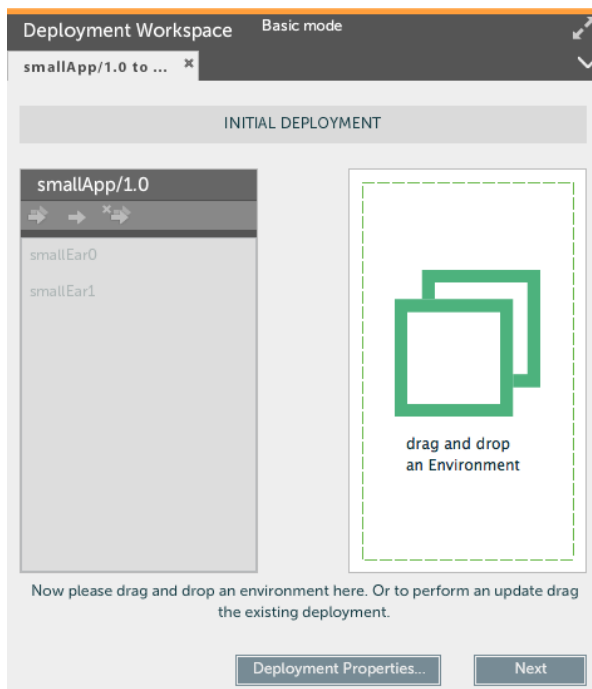 Deployment Workspace Basic mode
smallApp/1.0 to ...
INITIAL DEPLOYMENT
smallApp/1.0
smallEar0
smallEar1
drag and drop
an Environment
Now please drag and drop an environment here. Or to perform an update drag
the existing deployment.
Deployment Properties... Next